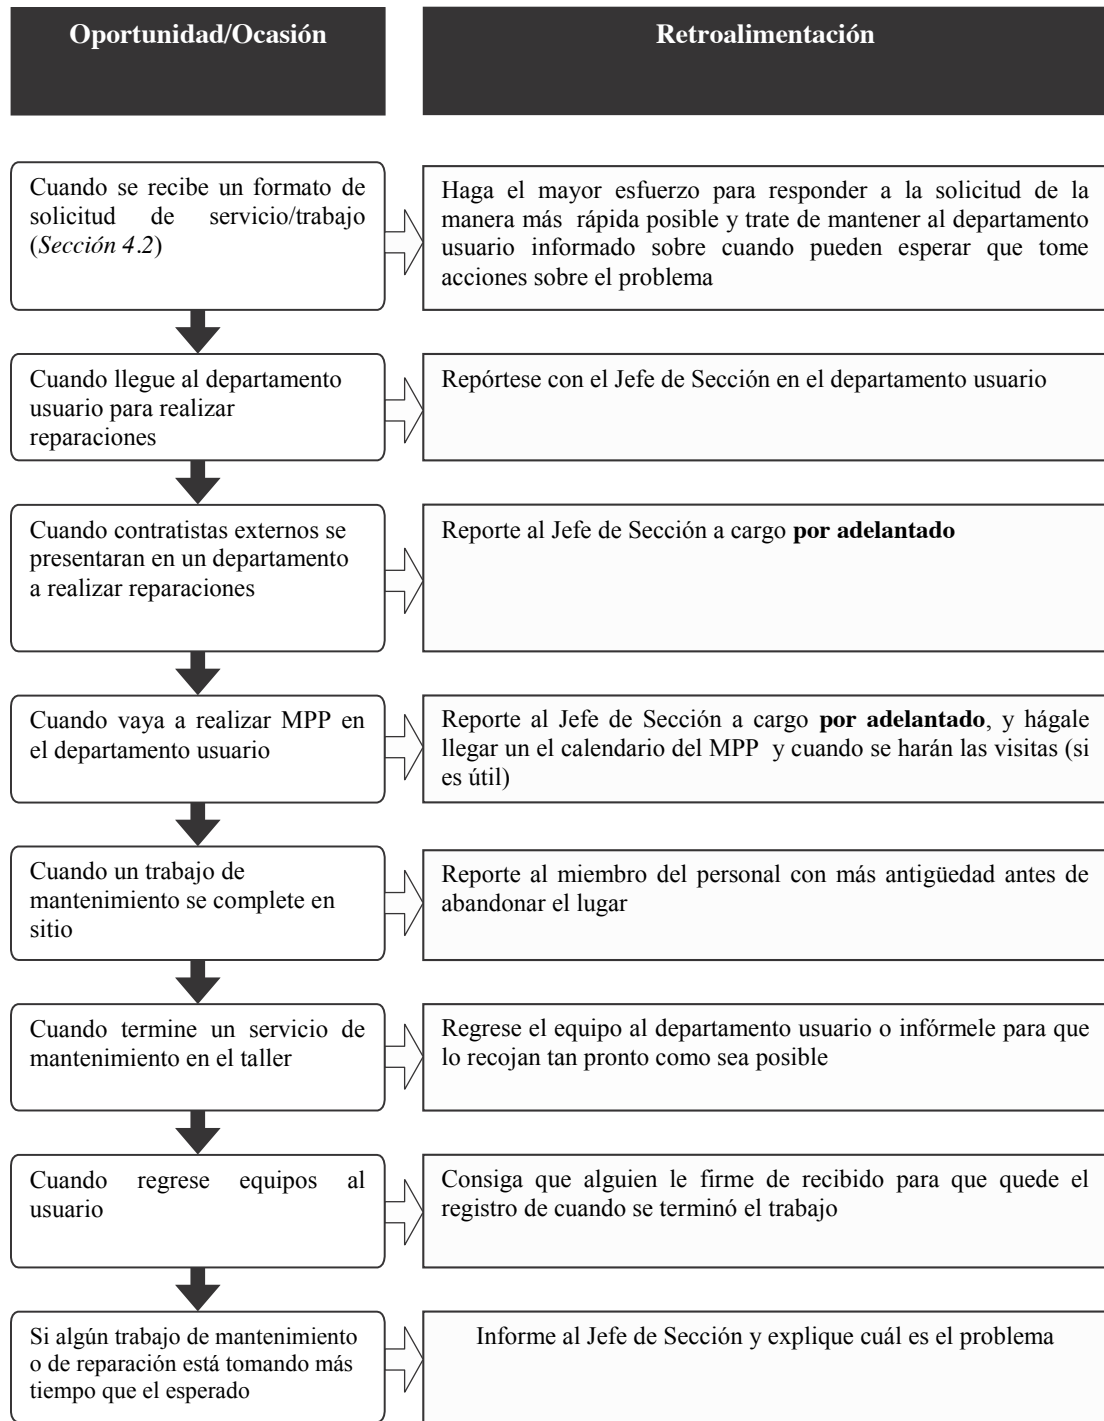 Oportunidad/Ocasión
Retroalimentación
Cuando se recibe un formato de
solicitud de servicio/trabajo
(Sección 4.2)
Haga el mayor esfuerzo para responder a la solicitud de la
manera más rápida posible y trate de mantener al departamento
usuario informado sobre cuando pueden esperar que tome
acciones sobre el problema
Cuando llegue al departamento
usuario para realizar
reparaciones
Repórtese con el Jefe de Sección en el departamento usuario
Cuando contratistas externos se
presentaran en un departamento
a realizar reparaciones
Reporte al Jefe de Sección a cargo por adelantado
Cuando vaya a realizar MPP en
el departamento usuario
Reporte al Jefe de Sección a cargo por adelantado, y hágale
llegar un el calendario del MPP y cuando se harán las visitas (si
es útil)
Cuando un trabajo de
mantenimiento se complete en
sitio
Reporte al miembro del personal con más antigüedad antes de
abandonar el lugar
Cuando termine un servicio de
mantenimiento en el taller
Regrese el equipo al departamento usuario o infórmele para que
lo recojan tan pronto como sea posible
Cuando regrese equipos al
usuario
Consiga que alguien le firme de recibido para que quede el
registro de cuando se terminó el trabajo
Si algún trabajo de mantenimiento
o de reparación está tomando más
tiempo que el esperado
Informe al Jefe de Sección y explique cuál es el problema